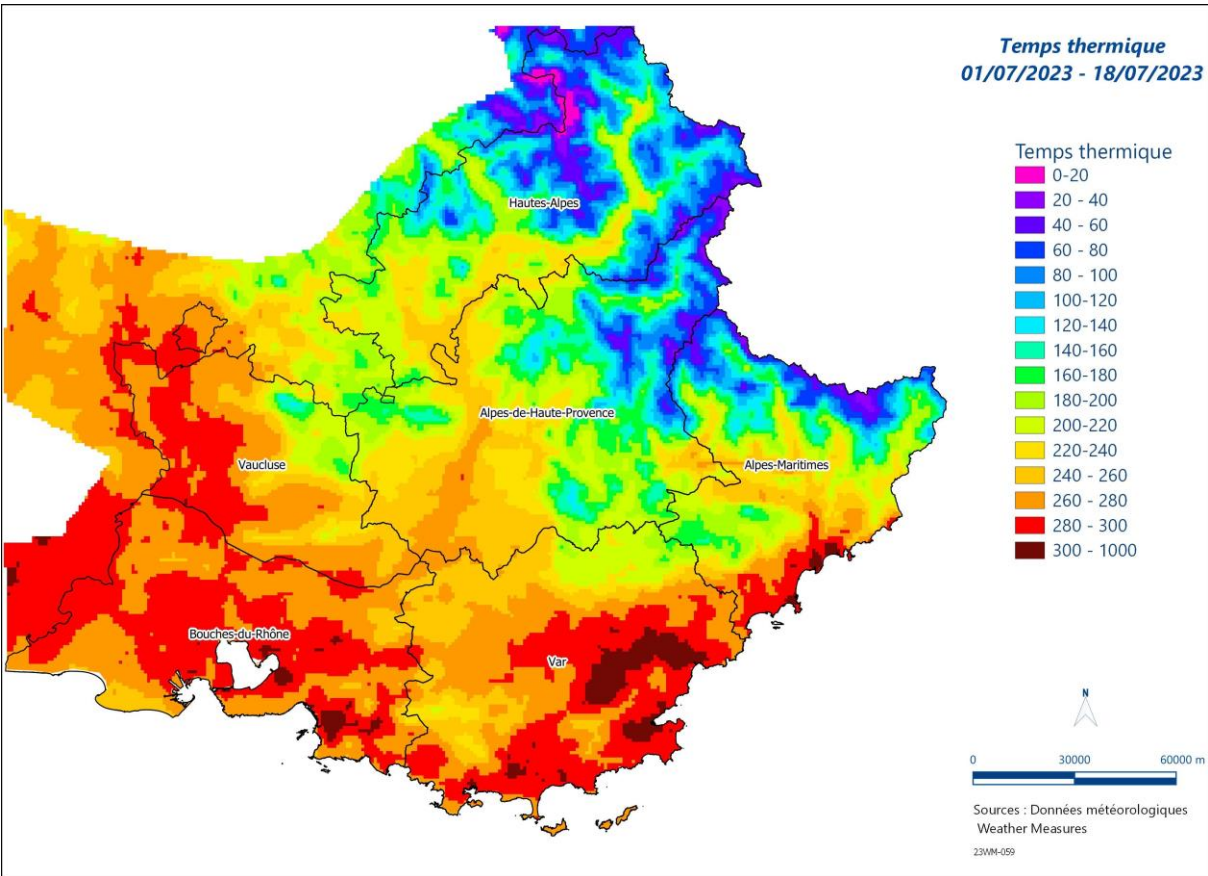 Temps thermique
01/07/2023 - 18/07/2023
Temps thermique
0-20
20 - 40
40 - 60
60 - 80
80 - 100
100-120
120-140
140-160
160-180
180-200
200-220
220-240
240 - 260
260 - 280
280 - 300
300 - 1000
Hautes-Alpes
Alpes-de-Haute-Provence
Vaucluse
Alpes-Maritimes
Bouches-du-Rhône
Var
N
0 30000 60000 m
Sources : Données météorologiques
Weather Measures
23WM-059